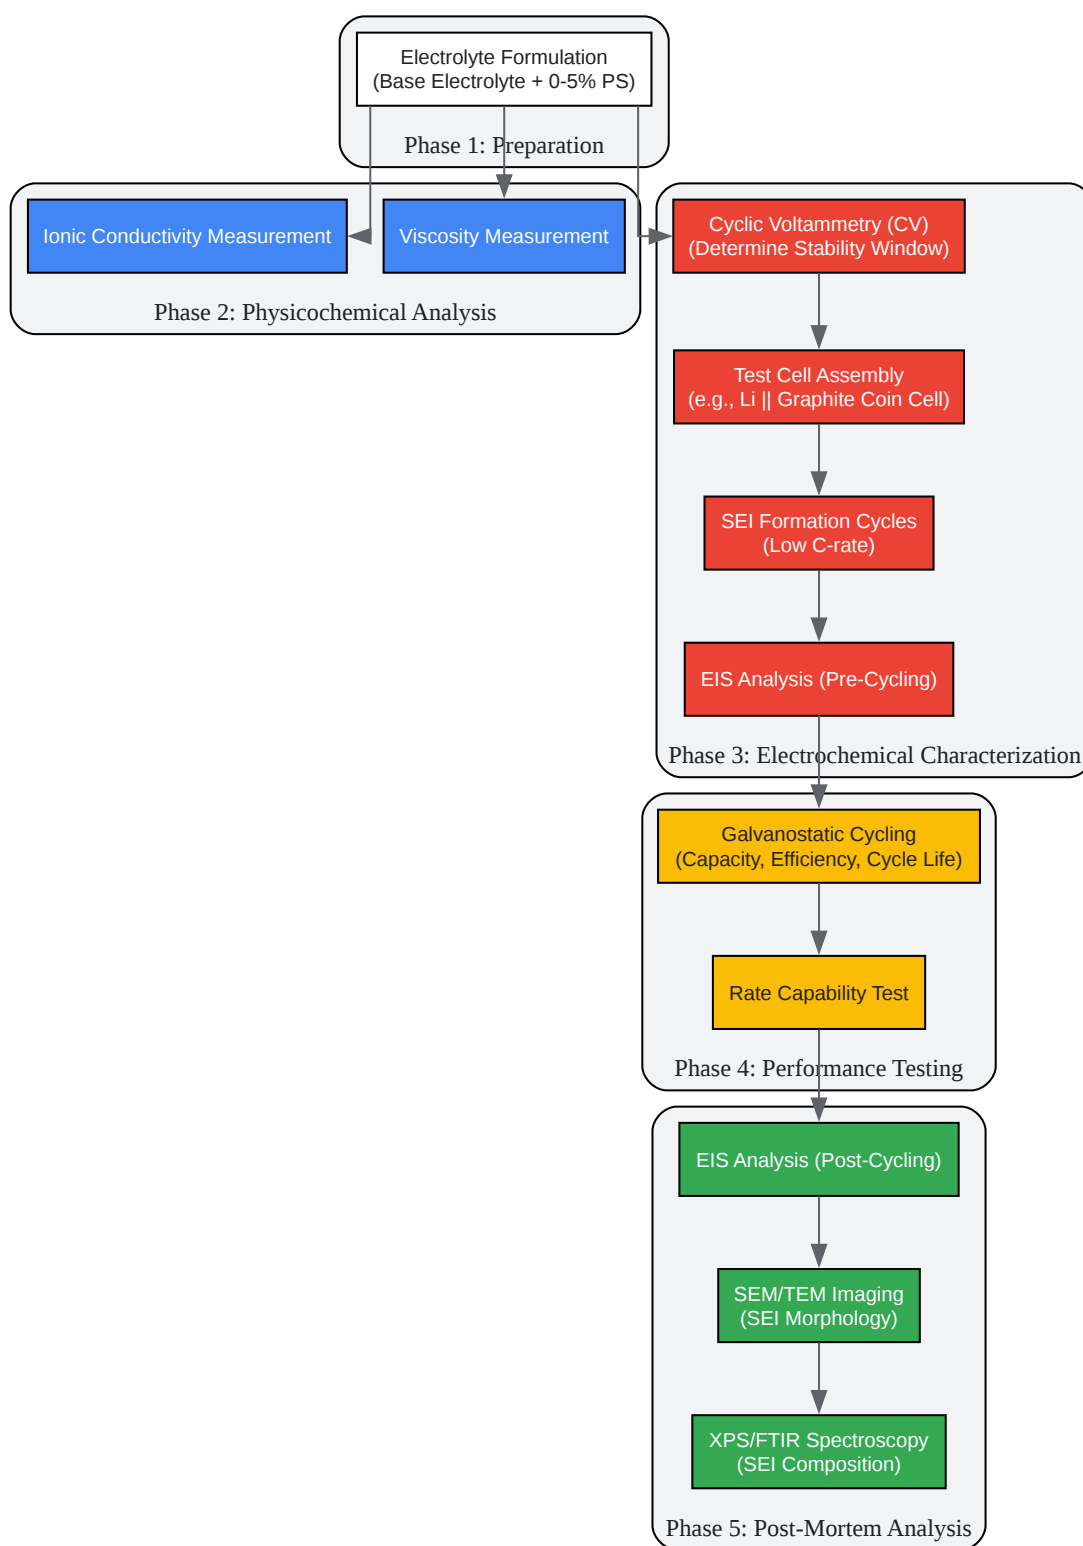 Electrolyte Formulation
(Base Electrolyte + 0-5% PS)
Phase 1: Preparation
Ionic Conductivity Measurement
Viscosity Measurement
Phase 2: Physicochemical Analysis
Cyclic Voltammetry (CV)
(Determine Stability Window)
Test Cell Assembly
(e.g., Li || Graphite Coin Cell)
SEI Formation Cycles
(Low C-rate)
EIS Analysis (Pre-Cycling)
Phase 3: Electrochemical Characterization
Galvanostatic Cycling
(Capacity, Efficiency, Cycle Life)
Rate Capability Test
Phase 4: Performance Testing
EIS Analysis (Post-Cycling)
SEM/TEM Imaging
(SEI Morphology)
XPS/FTIR Spectroscopy
(SEI Composition)
Phase 5: Post-Mortem Analysis